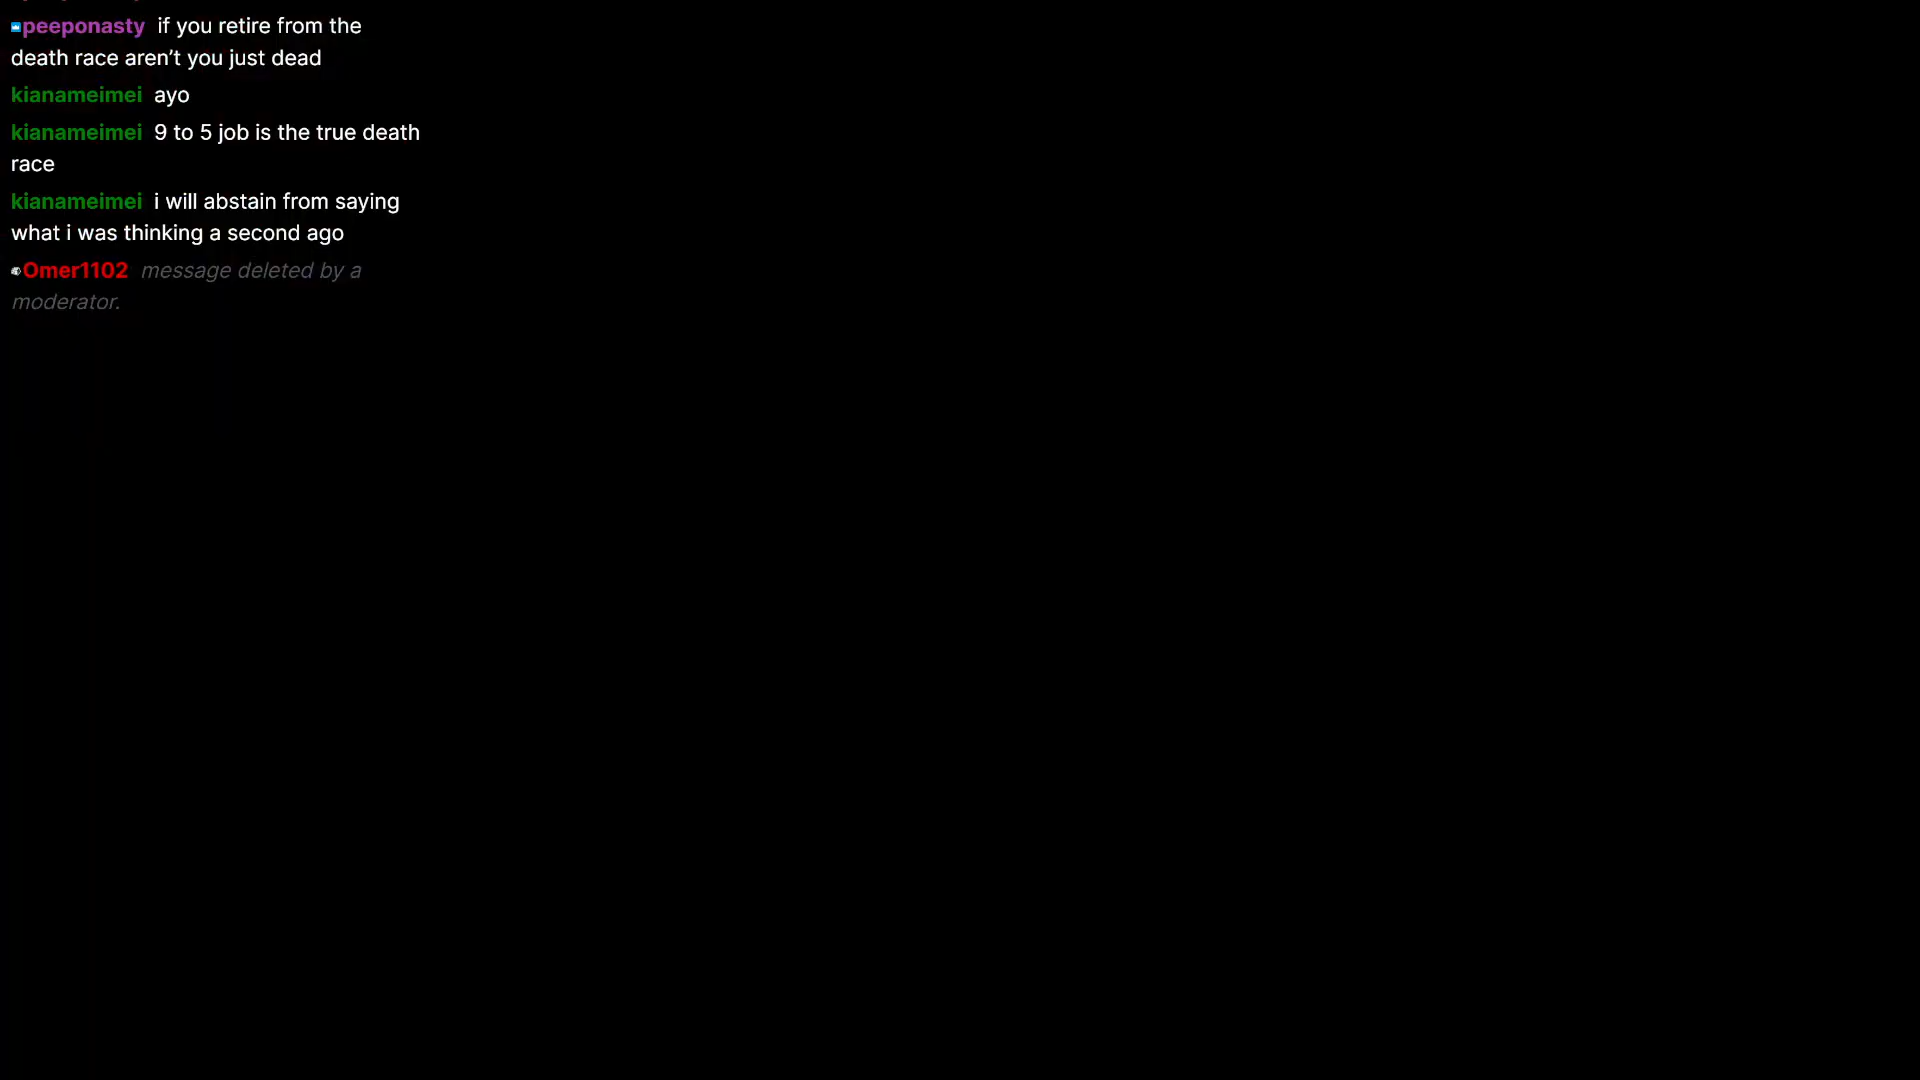 peeponasty if you retire from the
death race aren’t you just dead
kianameimei ayo
kianameimei 9 to 5 job is the true death
race
kianameimei i will abstain from saying
what i was thinking a second ago
Omer1102 message deleted by a
moderator.